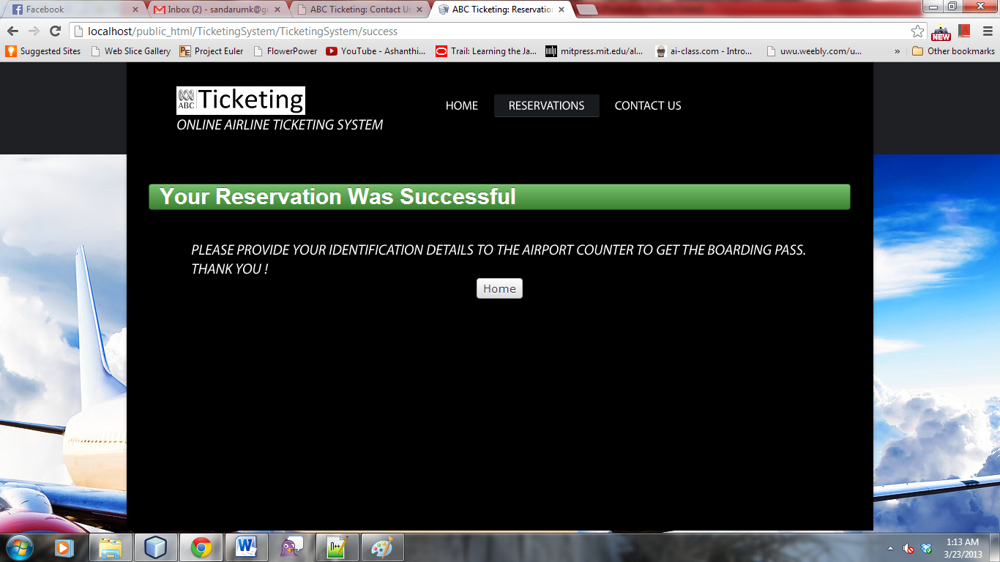 Facebook
Inbox (2) - sandarumk@g
ABC Ticketing: Contact Us
ABC Ticketing: Reservation
localhost/public_html/TicketingSystem/TicketingSystem/success
NEW
Suggested Sites
Web Slice Gallery
PE Project Euler
FlowerPower
YouTube - Ashanthi...
Trail: Learning the Ja...
mitpress.mit.edu/al...
ai-class.com - Intro...
uwu.weebly.com/u...
»
Other bookmarks
ABC Ticketing
ONLINE AIRLINE TICKETING SYSTEM
HOME RESERVATIONS CONTACT US
Your Reservation Was Successful
PLEASE PROVIDE YOUR IDENTIFICATION DETAILS TO THE AIRPORT COUNTER TO GET THE BOARDING PASS.
THANK YOU !
Home
1:13 AM
3/23/2013